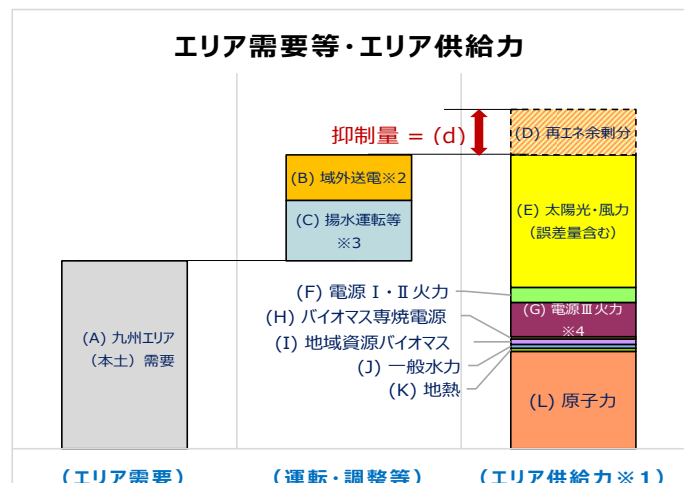 エリア需要等・エリア供給力
抑制量 = (d)
(D) 再エネ余剰分
(B) 域外送電※2
(C) 揚水運転等
※3
(E) 太陽光・風力
（誤差量含む）
(F) 電源Ⅰ・Ⅱ火力
(G) 電源Ⅲ火力
※4
(H) バイオマス専焼電源
(I) 地域資源バイオマス
(J) 一般水力
(K) 地熱
(A) 九州エリア
（本土）需要
(L) 原子力
（エリア需要）
（運転・調整等）
（エリア供給力※１）